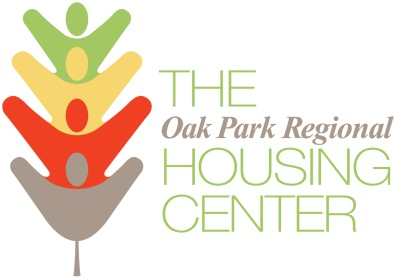 THE
Oak Park Regional
HOUSING
CENTER